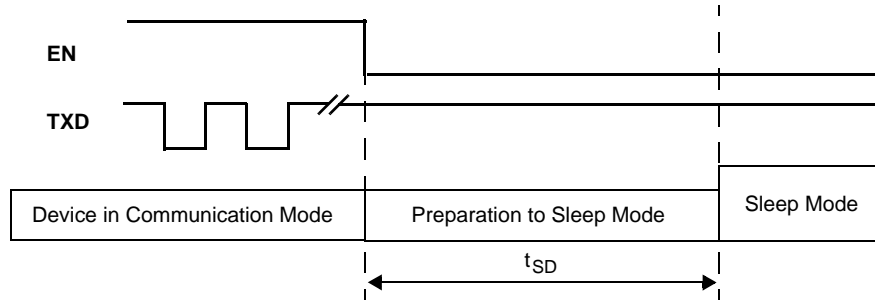 EN
TXD
Device in Communication Mode
Preparation to Sleep Mode
Sleep Mode
tSD